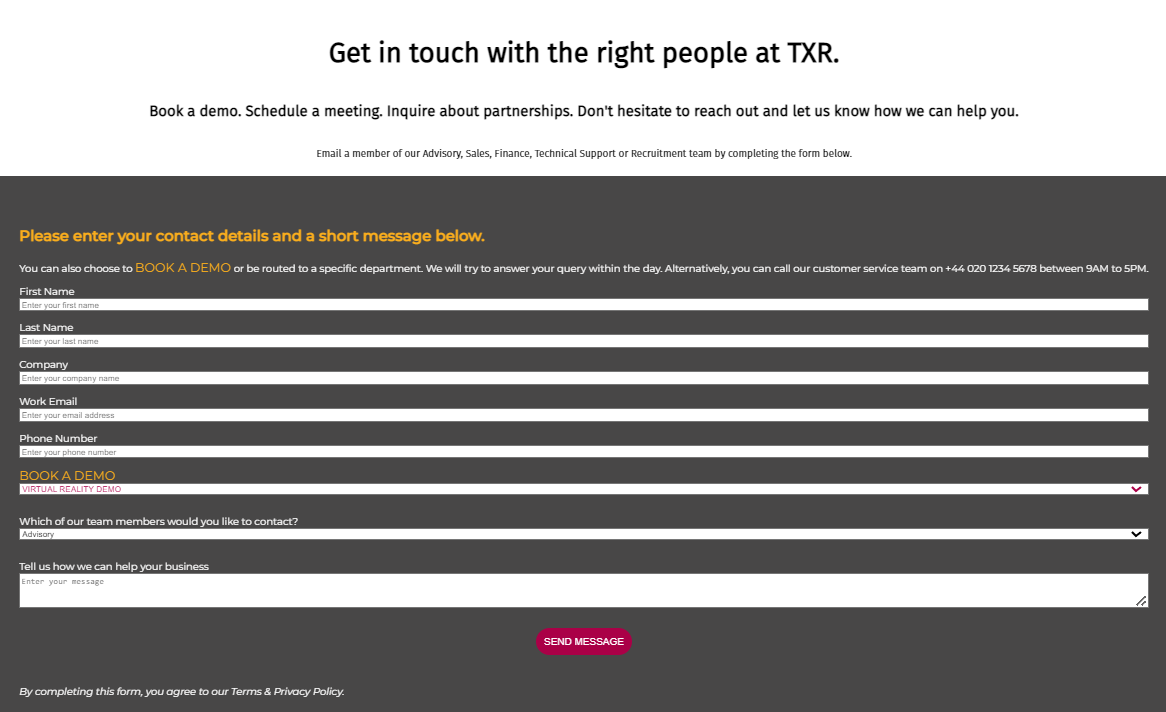 Get in touch with the right people at TXR.
Book a demo. Schedule a meeting. Inquire about partnerships. Don't hesitate to reach out and let us know how we can help you.
Email a member of our Advisory, Sales, Finance, Technical Support or Recruitment team by completing the form below.
Please enter your contact details and a short message below.
You can also choose to BOOK A DEMO or be routed to a specific department. We will try to answer your query within the day. Alternatively, you can call our customer service team on +44 020 1234 5678 between 9AM to 5PM.
First Name
Enter your first name
Last Name
Enter your last name
Company
Enter your company name
Work Email
Enter your email address
Phone Number
Enter your phone number
BOOK A DEMO
VIRTUAL REALITY DEMO
Which of our team members would you like to contact?
Advisory
Tell us how we can help your business
Enter your message
SEND MESSAGE
By completing this form, you agree to our Terms & Privacy Policy.